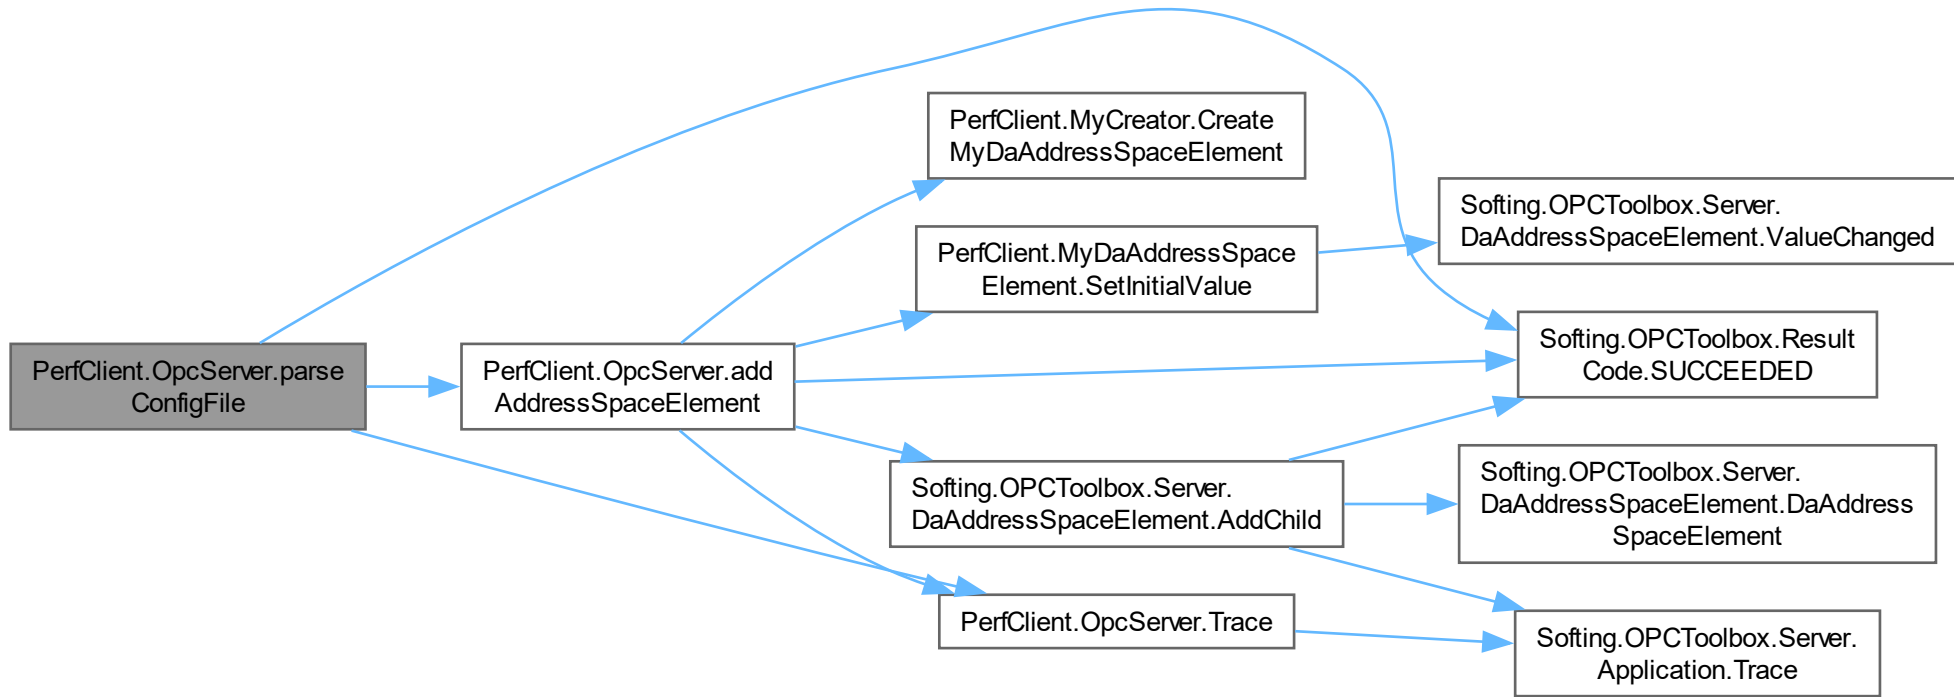 PerfClient.OpcServer.parse
ConfigFile
PerfClient.OpcServer.add
AddressSpaceElement
PerfClient.MyCreator.Create
MyDaAddressSpaceElement
PerfClient.MyDaAddressSpace
Element.SetInitialValue
Softing.OPCToolbox.Server.
DaAddressSpaceElement.AddChild
PerfClient.OpcServer.Trace
Softing.OPCToolbox.Server.
DaAddressSpaceElement.ValueChanged
Softing.OPCToolbox.Result
Code.SUCCEEDED
Softing.OPCToolbox.Server.
DaAddressSpaceElement.DaAddress
SpaceElement
Softing.OPCToolbox.Server.
Application.Trace